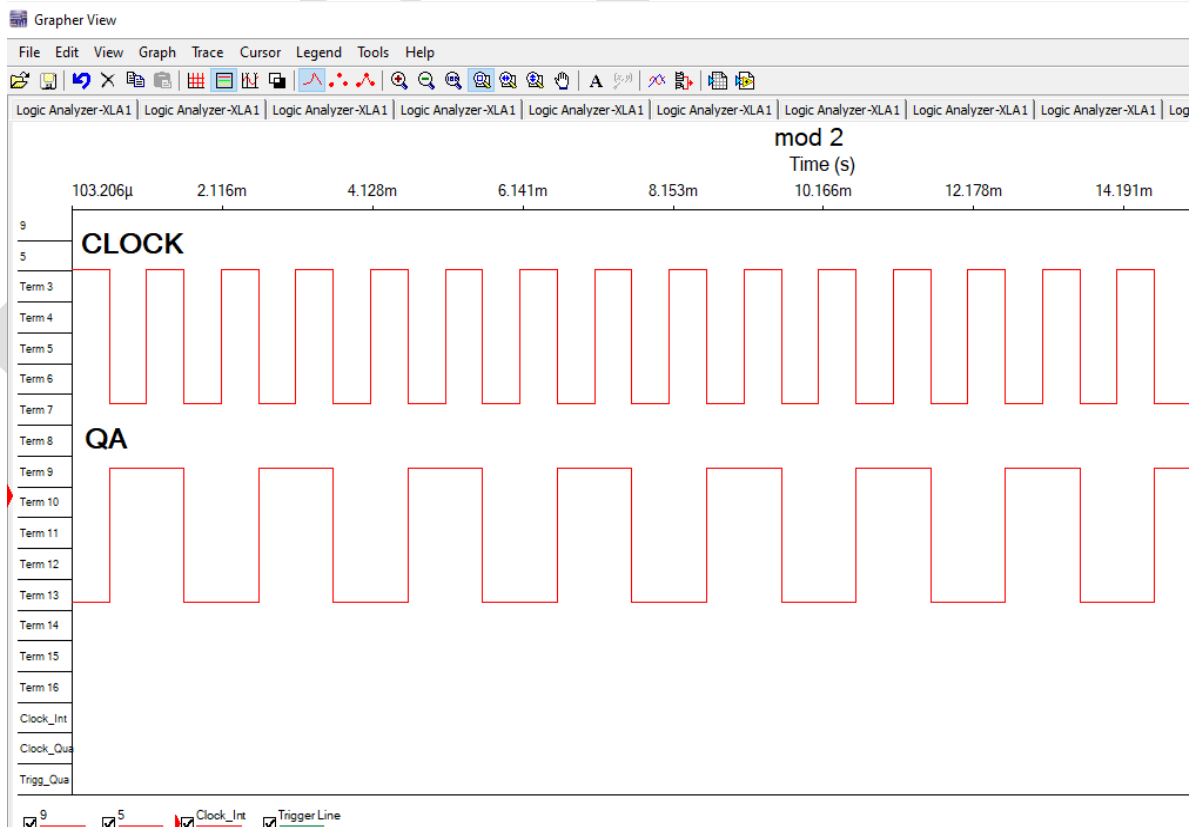 Grapher View
File Edit View Graph Trace Cursor Legend Tools Help
Logic Analyzer-XLA1 Logic Analyzer-XLA1 Logic Analyzer-XLA1 Logic Analyzer-XLA1 Logic Analyzer-XLA1 Logic Analyzer-XLA1 Logic Analyzer-XLA1 Logic Analyzer-XLA1 Logic Analyzer-XLA1 Log
mod 2
Time (s)
103.206µ 2.116m 4.128m 6.141m 8.153m 10.166m 12.178m 14.191m
9
CLOCK
5
Term 3
Term 4
Term 5
Term 6
Term 7
QA
Term 8
Term 9
Term 10
Term 11
Term 12
Term 13
Term 14
Term 15
Term 16
Clock_Int
Clock_Qua
Trigg_Qua
9 5 Clock_Int Trigger Line